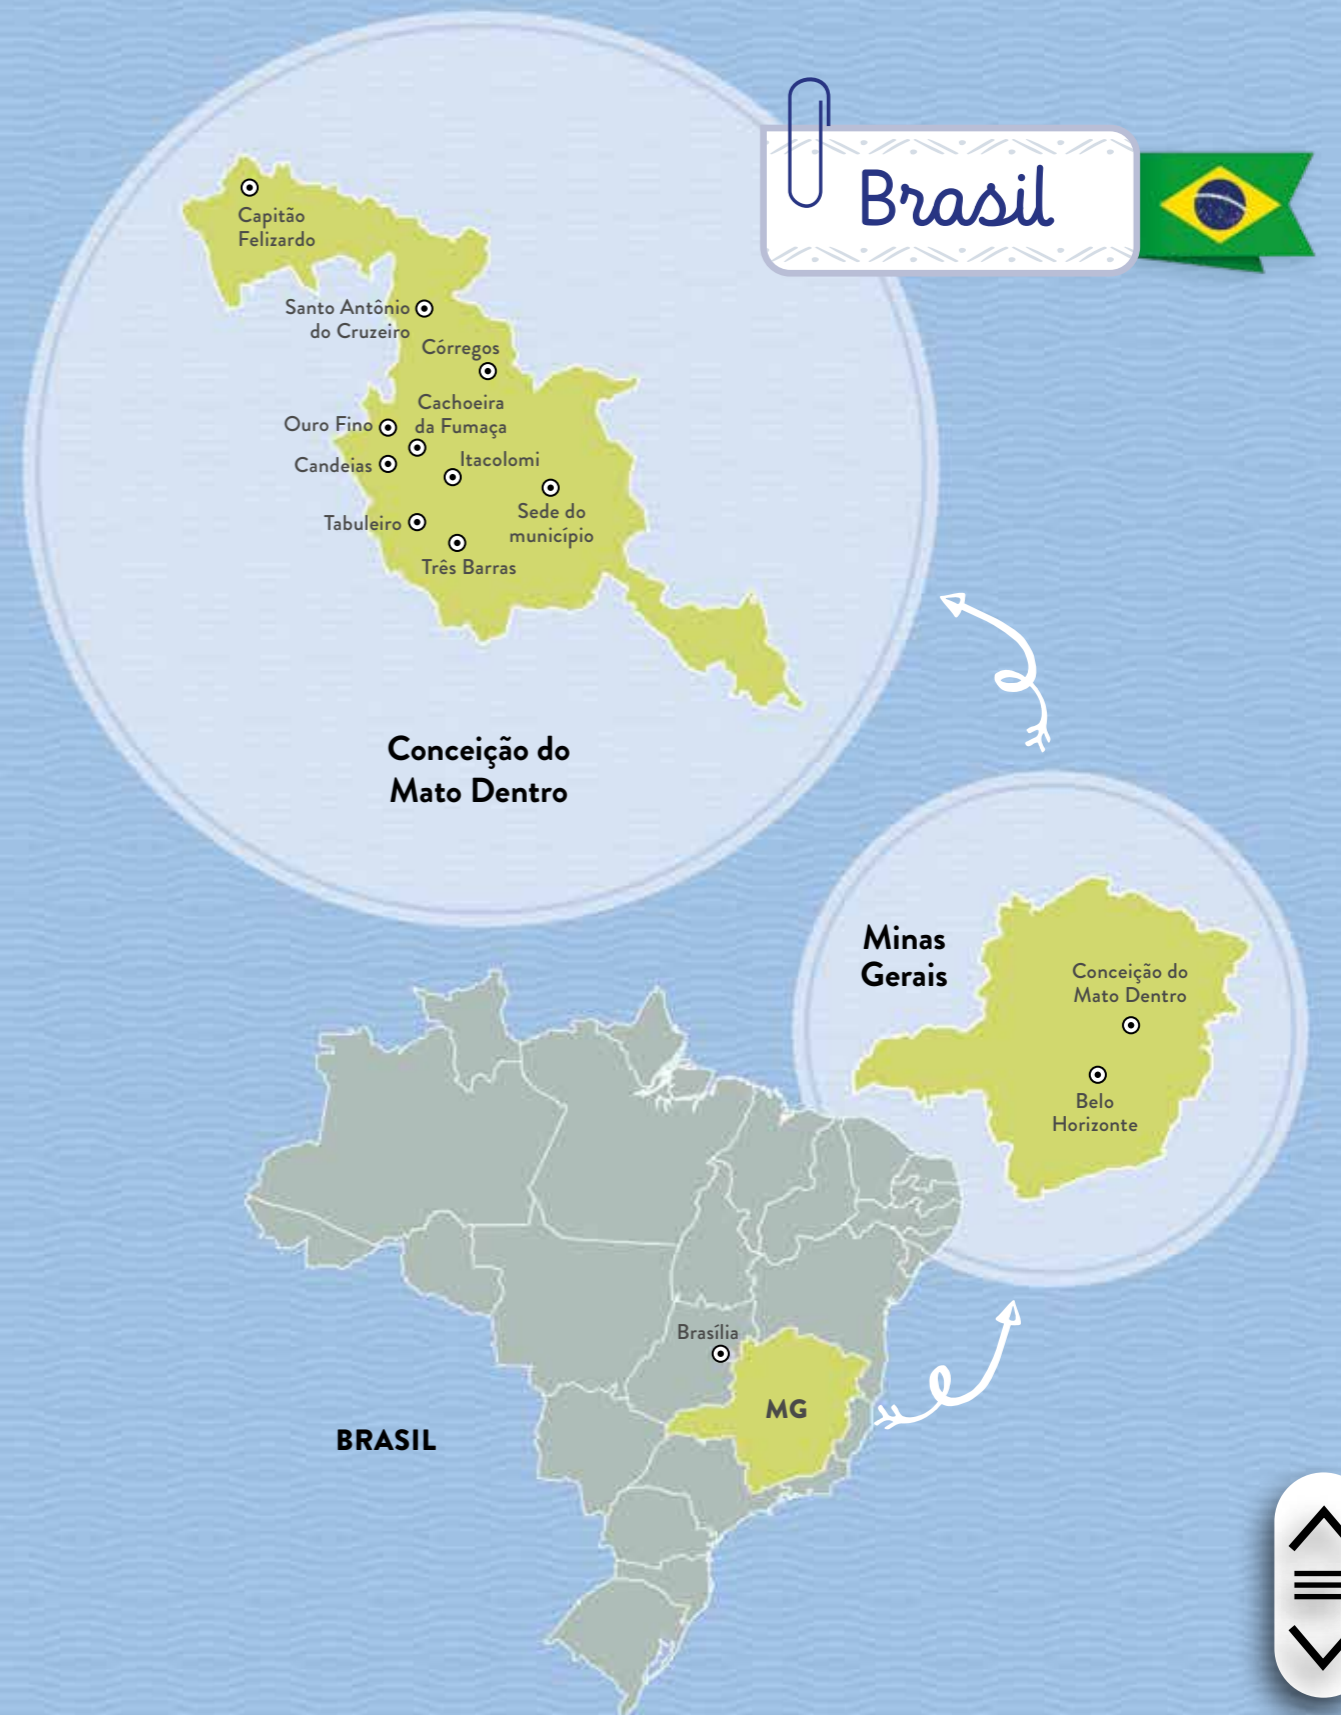 Brasil
Capitão
Felizardo
Santo Antônio
do Cruzeiro
Córregos
Cachoeira
da Fumaça
Ouro Fino
Candeias
Itacolomi
Sede do
município
Tabuleiro
Três Barras
Conceição do
Mato Dentro
Minas
Gerais
Conceição do
Mato Dentro
Belo
Horizonte
Brasília
MG
BRASIL